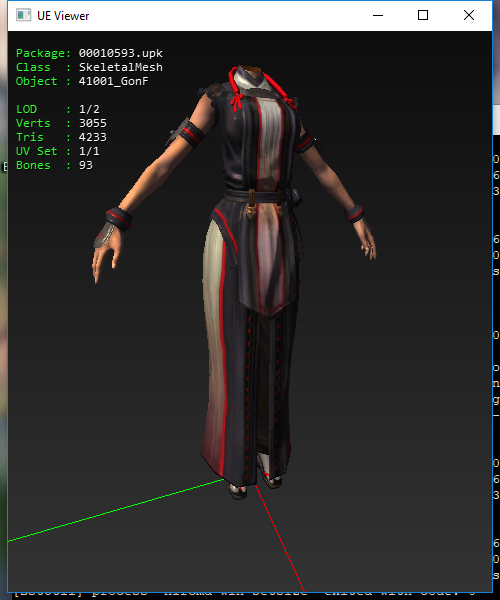 UE Viewer
Package: 00010593.upk
Class : SkeletalMesh
Object : 41001_GonF
LOD : 1/2
Verts : 3055
Tris : 4233
UV Set : 1/1
Bones : 93